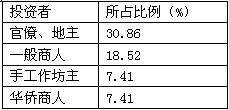 投资者 所占比例（%）
官僚、地主 30.86
一般商人 18.52
手工作坊主 7.41
华侨商人 7.41